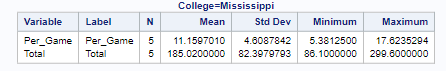 College=Mississippi
Variable Label N Mean Std Dev Minimum Maximum
Per_Game Per_Game 5 11.1597010 4.6087842 5.3812500 17.6235294
Total Total 5 185.0200000 82.3979793 86.1000000 299.6000000